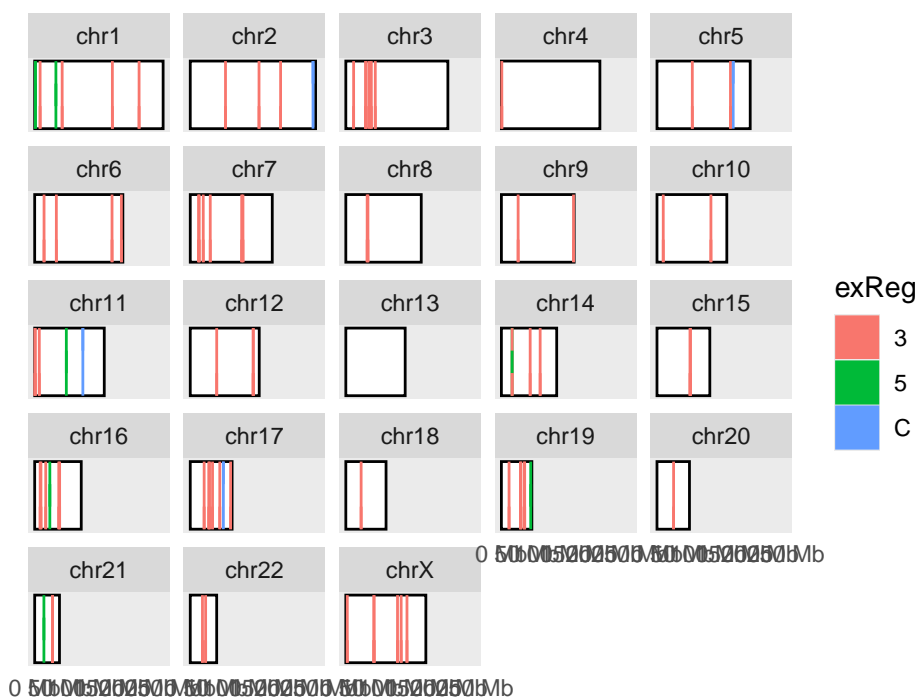 chr1 chr2 chr3 chr4 chr5
chr6 chr7 chr8 chr9 chr10
exReg
3
chr11 chr12 chr13 chr14 chr15
5
C
chr16 chr17 chr18 chr19 chr20
chr21 chr22 chrX